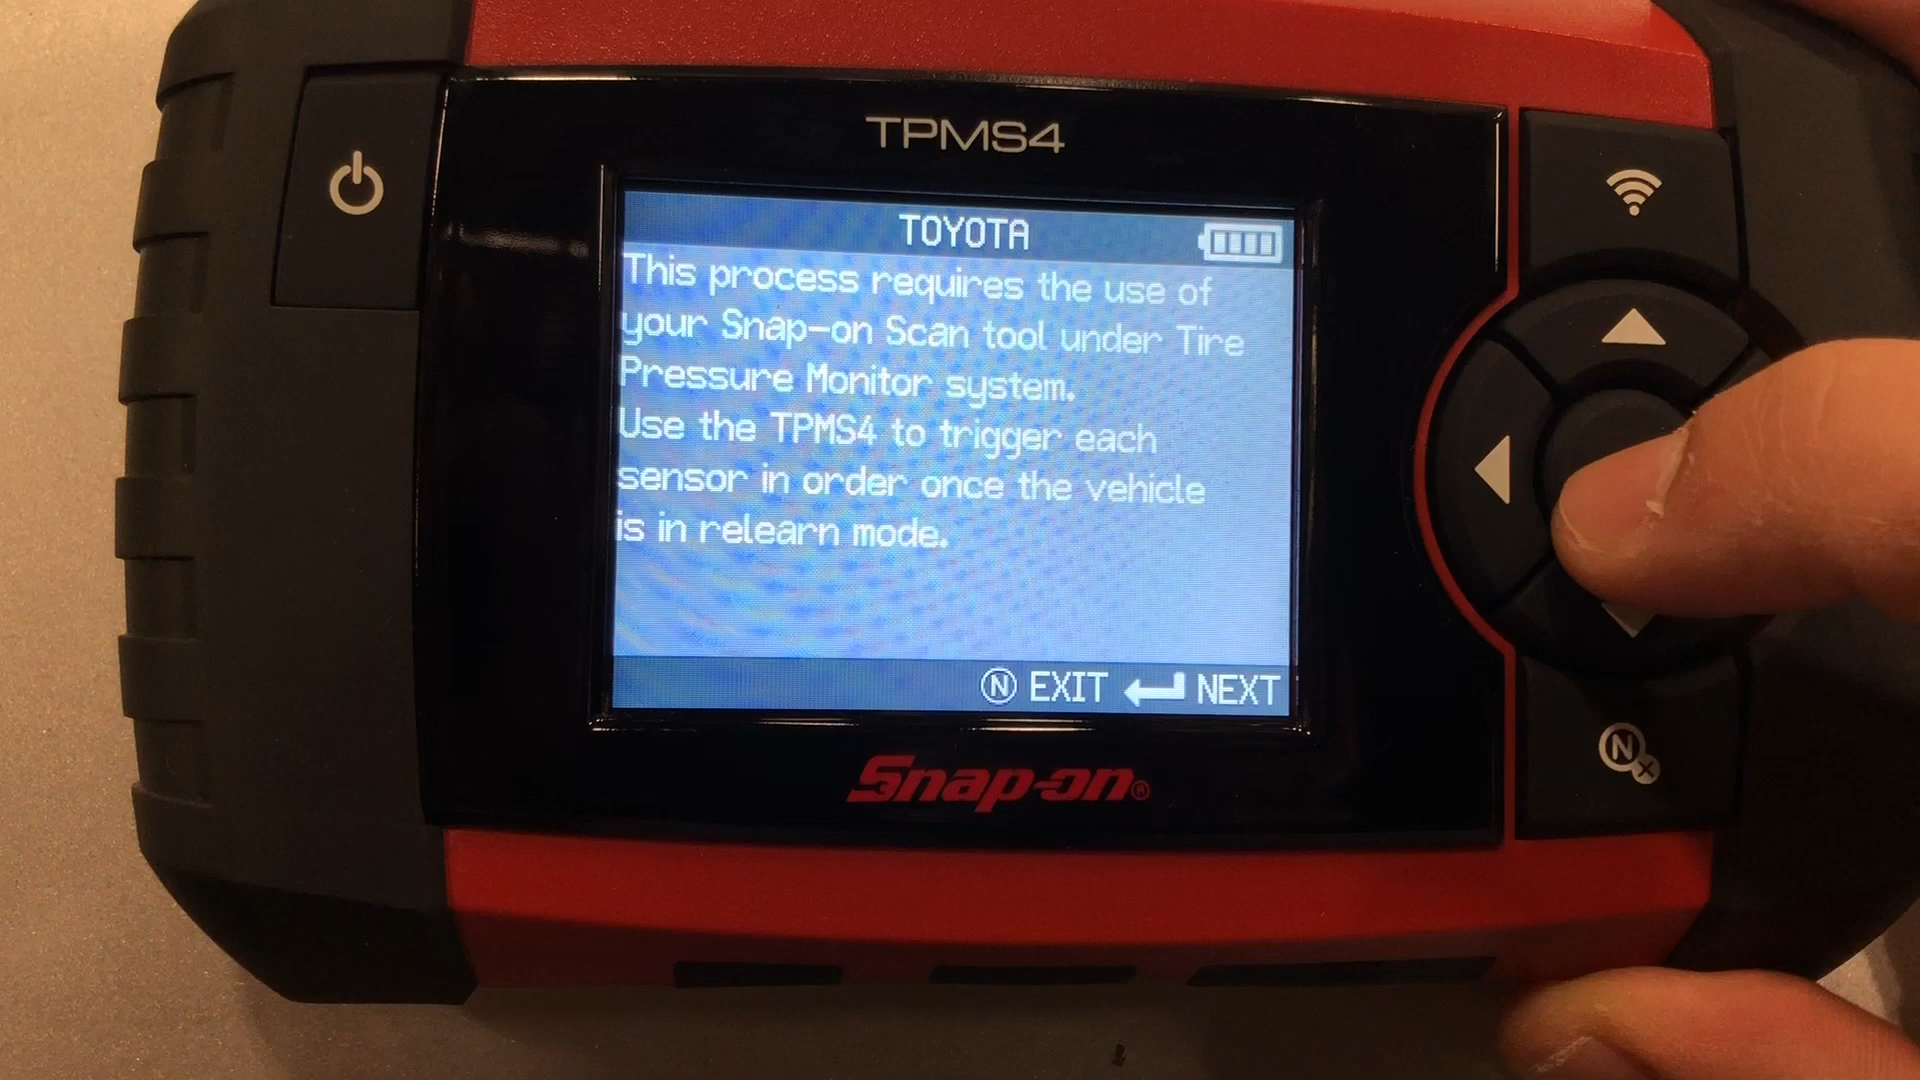 TPMS4
TOYOTA
This process requires the use of
your Snap-on Scan tool under Tire
Pressure Monitor system.
Use the TPMS4 to trigger each
sensor in order once the vehicle
is in relearn mode.
N EXIT NEXT
Snap-on®
N x